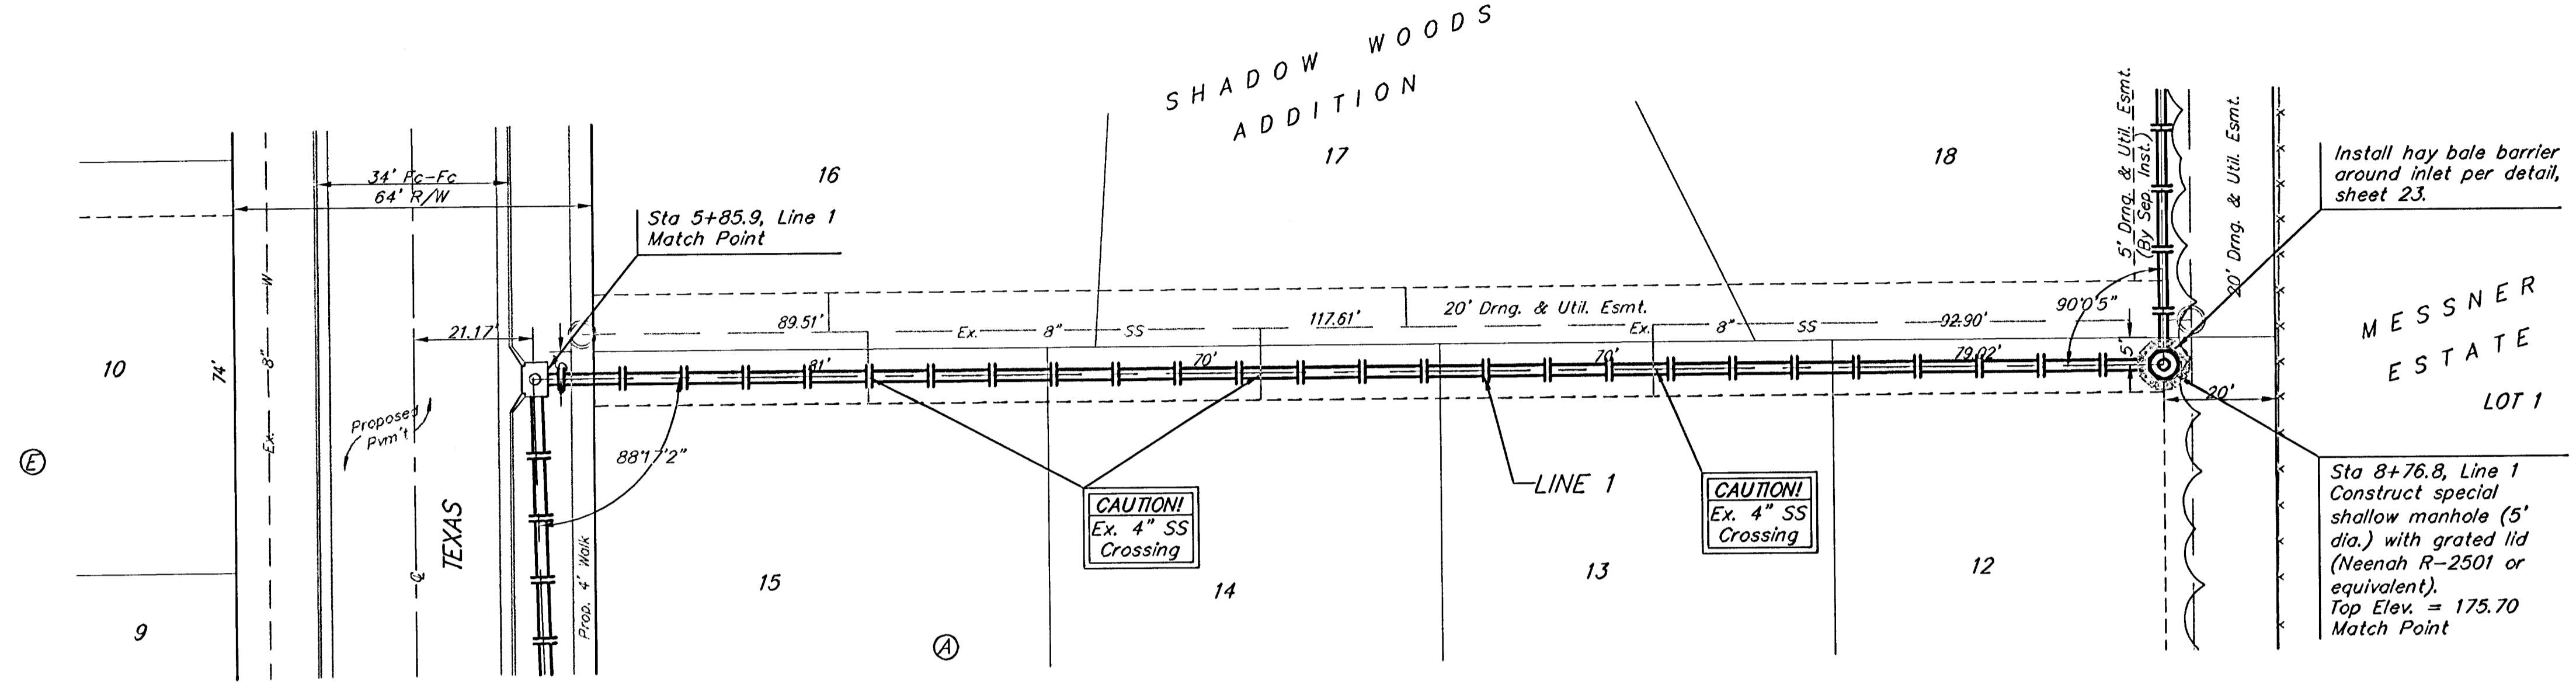 SHADOW WOODS
ADDITION
16
17
18
34' Fc-Fc
64' R/W
Sta 5+85.9, Line 1
Match Point
5' Drng. & Util. Esmt.
(By Sep. Inst.)
20' Drng. & Util. Esmt.
Install hay bale barrier
around inlet per detail,
sheet 23.
MESSNER
ESTATE
LOT 1
20' Drng. & Util. Esmt.
89.51'
117.61'
92.90'
90°0'5"
Ex. 8" SS
Ex. 8" SS
21.17'
81'
70'
70'
79.02'
5'
20'
10
74'
Ex. 8" W
Proposed
Pvm't
E
88°17'2"
CAUTION!
Ex. 4" SS
Crossing
LINE 1
CAUTION!
Ex. 4" SS
Crossing
Sta 8+76.8, Line 1
Construct special
shallow manhole (5'
dia.) with grated lid
(Neenah R-2501 or
equivalent).
Top Elev. = 175.70
Match Point
TEXAS
℄
Prop. 4' Walk
15
14
13
12
9
A